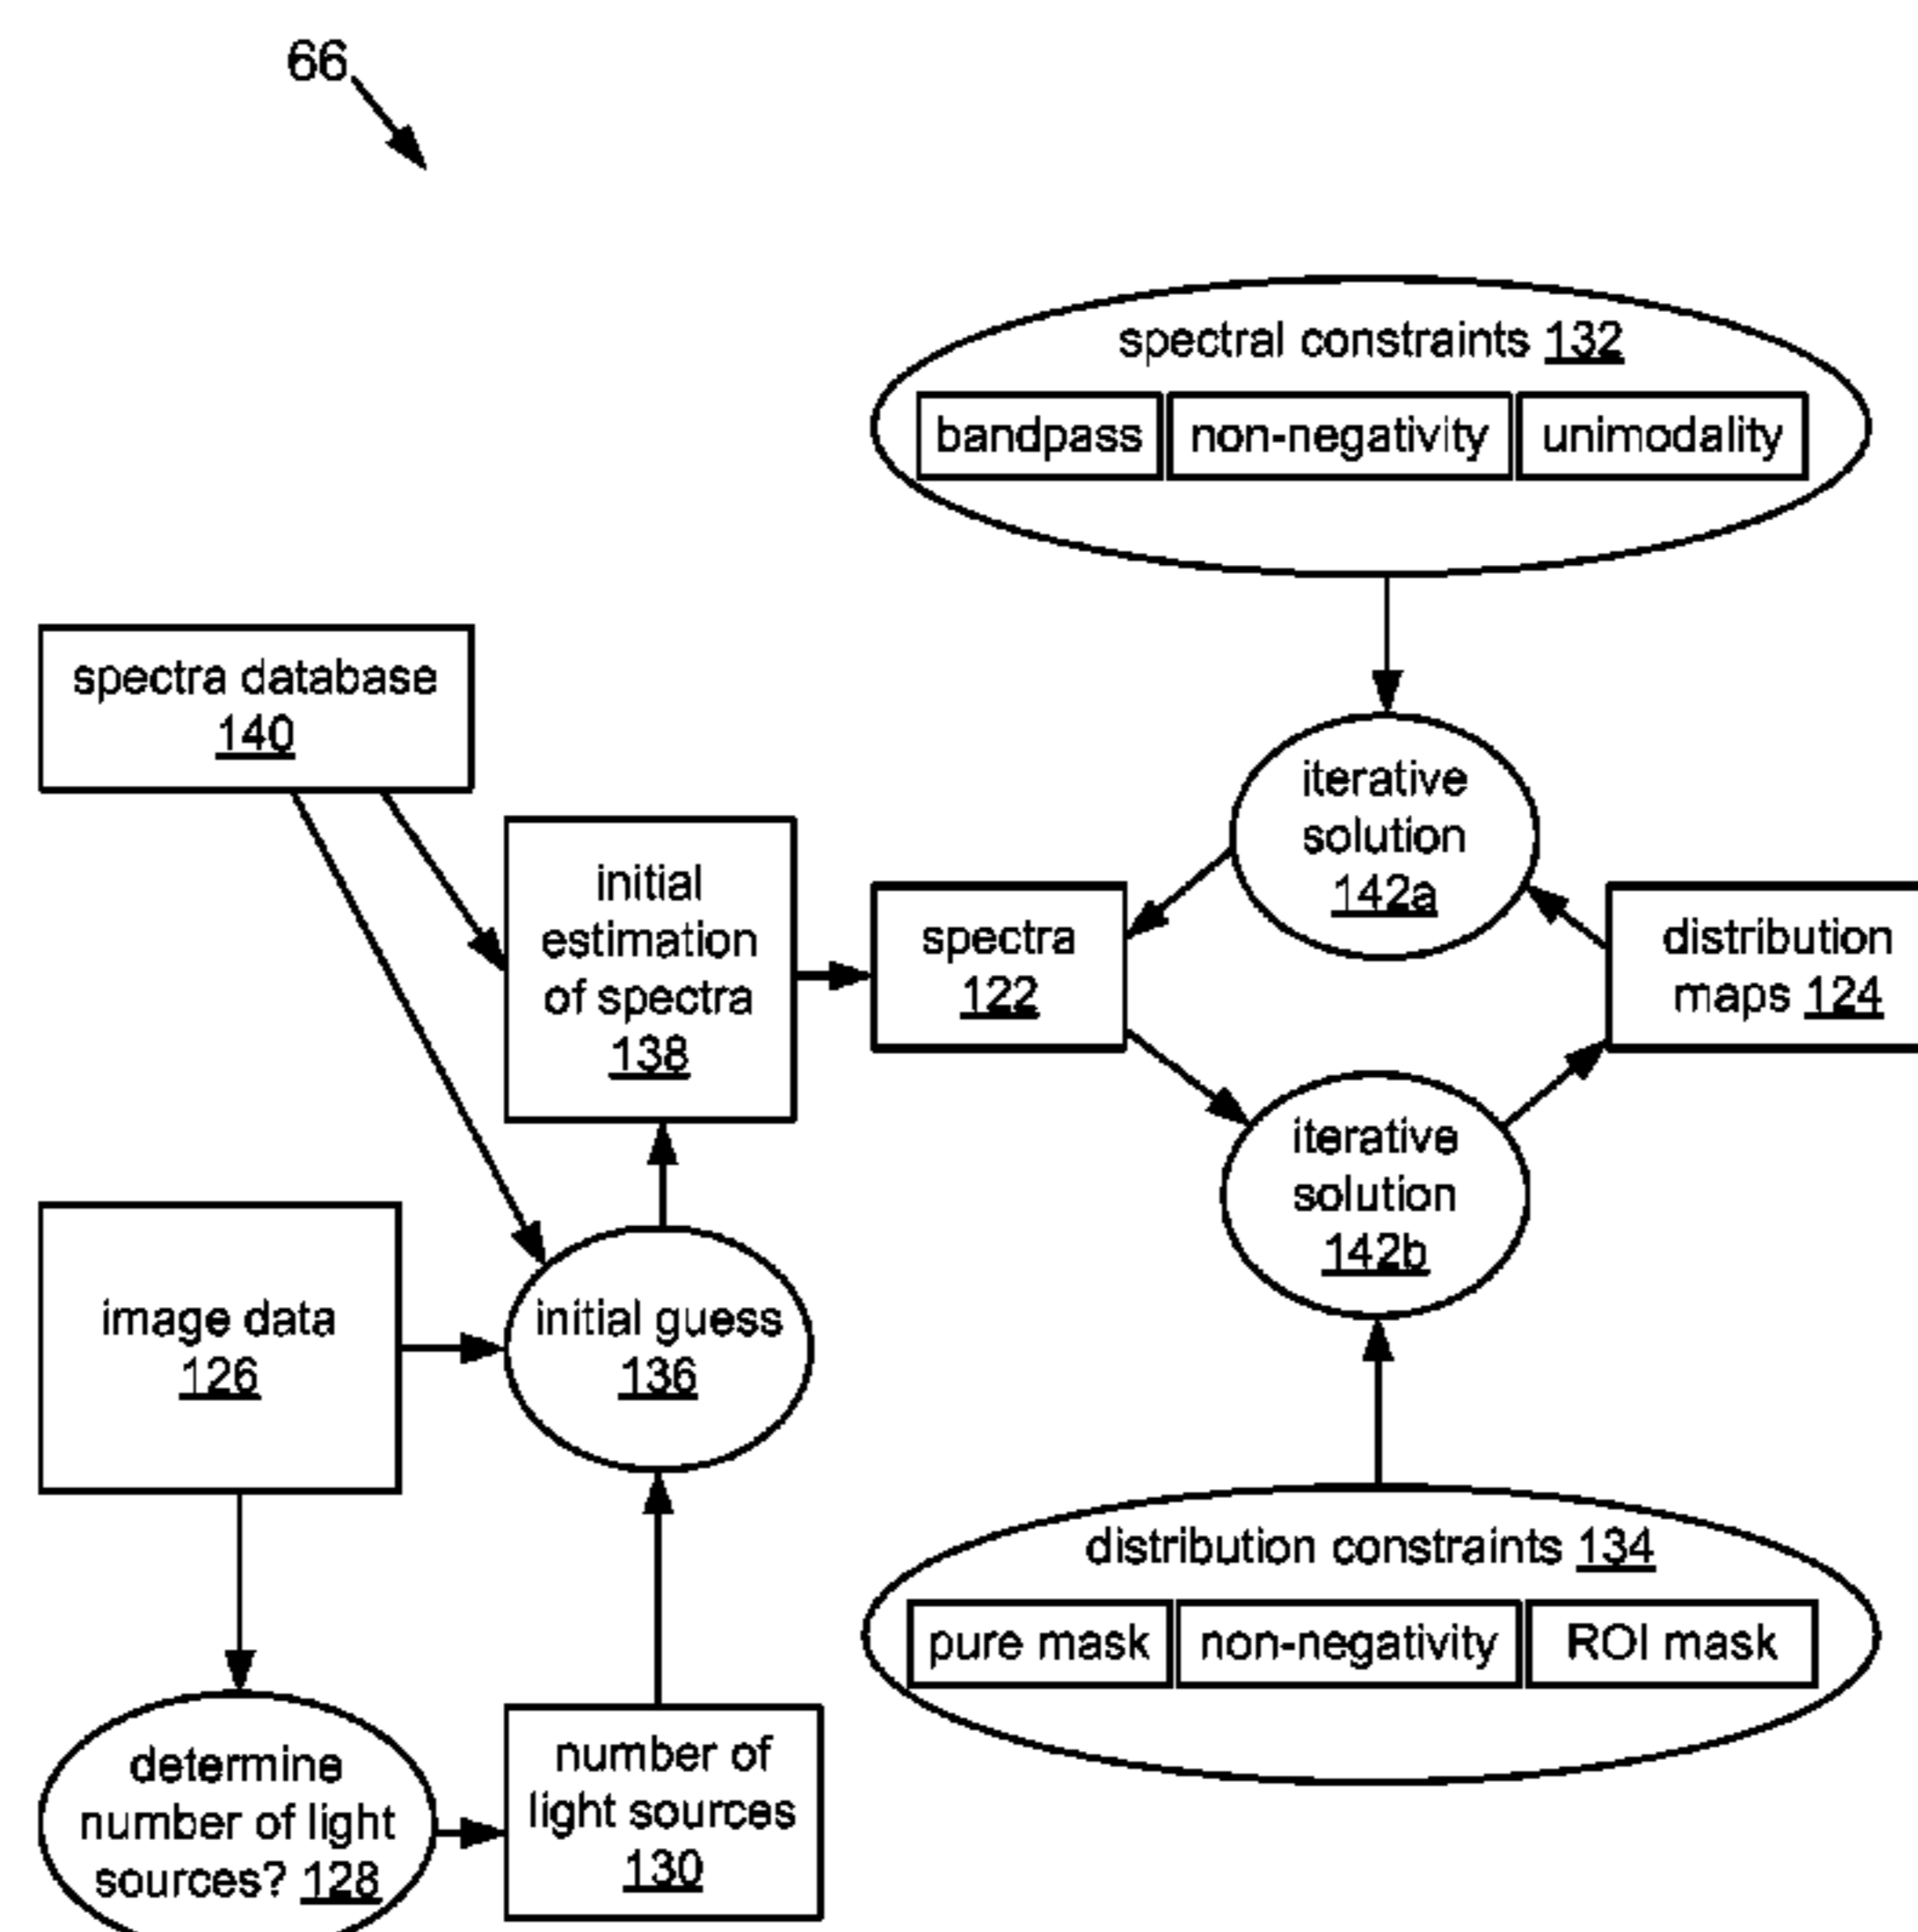 66
spectral constraints 132
bandpass
non-negativity
unimodality
spectra database
140
iterative
solution
142a
initial
estimation
of spectra
138
spectra
122
distribution
maps 124
iterative
solution
142b
image data
126
initial guess
136
distribution constraints 134
pure mask
non-negativity
ROI mask
determine
number of light
sources? 128
number of
light sources
130